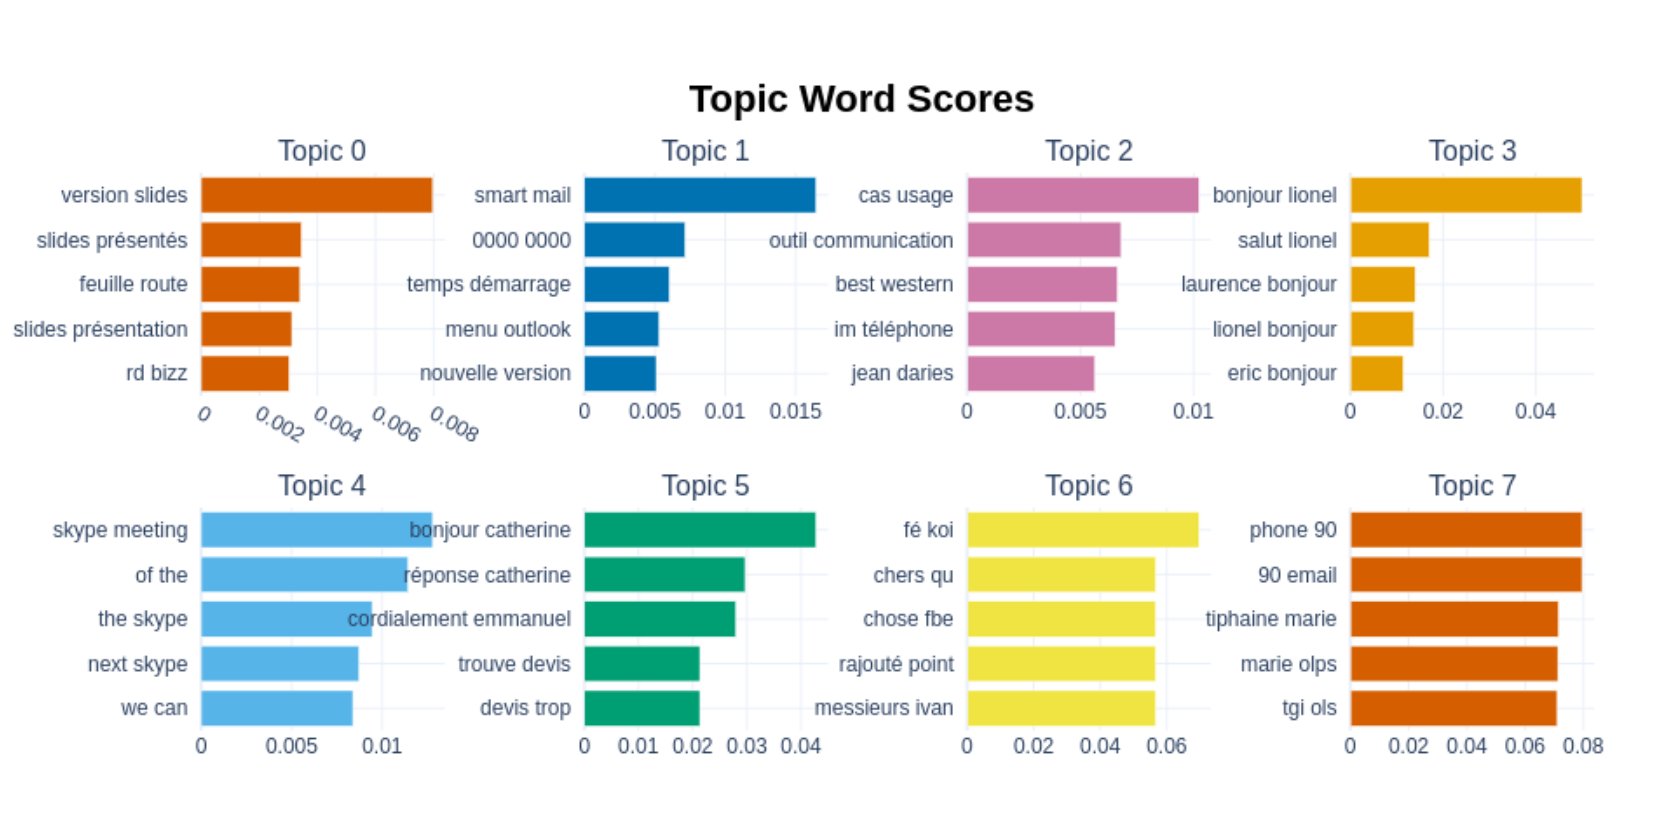 Topic Word Scores
Topic 0
version slides
slides présentés
feuille route
slides présentation
rd bizz
0 0.002 0.004 0.006 0.008
Topic 1
smart mail
0000 0000
temps démarrage
menu outlook
nouvelle version
0 0.005 0.01 0.015
Topic 2
cas usage
outil communication
best western
im téléphone
jean daries
0 0.005 0.01
Topic 3
bonjour lionel
salut lionel
laurence bonjour
lionel bonjour
eric bonjour
0 0.02 0.04
Topic 4
skype meeting
of the
the skype
next skype
we can
0 0.005 0.01
Topic 5
bonjour catherine
réponse catherine
cordialement emmanuel
trouve devis
devis trop
0 0.01 0.02 0.03 0.04
Topic 6
fé koi
chers qu
chose fbe
rajouté point
messieurs ivan
0 0.02 0.04 0.06
Topic 7
phone 90
90 email
tiphaine marie
marie olps
tgi ols
0 0.02 0.04 0.06 0.08